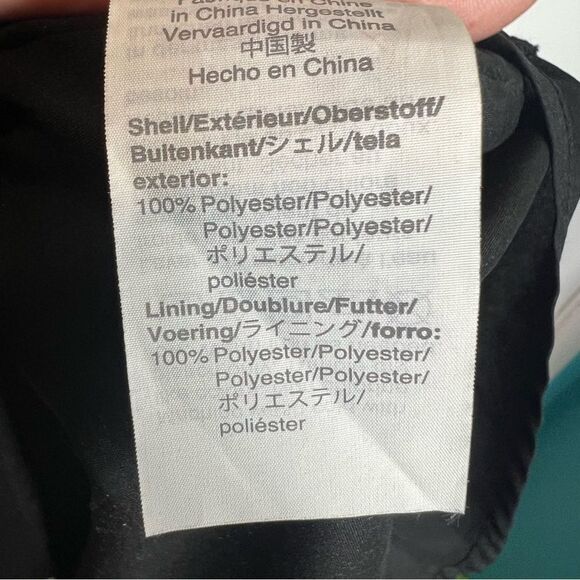 in China Hergestellt
Vervaardigd in China
中国製
Hecho en China
Shell/Extérieur/Oberstoff/
Buitenkant/シェル/tela
exterior:
100% Polyester/Polyester/
Polyester/Polyester/
ポリエステル/
poliéster
Lining/Doublure/Futter/
Voering/ライニング/forro:
100% Polyester/Polyester/
Polyester/Polyester/
ポリエステル/
poliéster